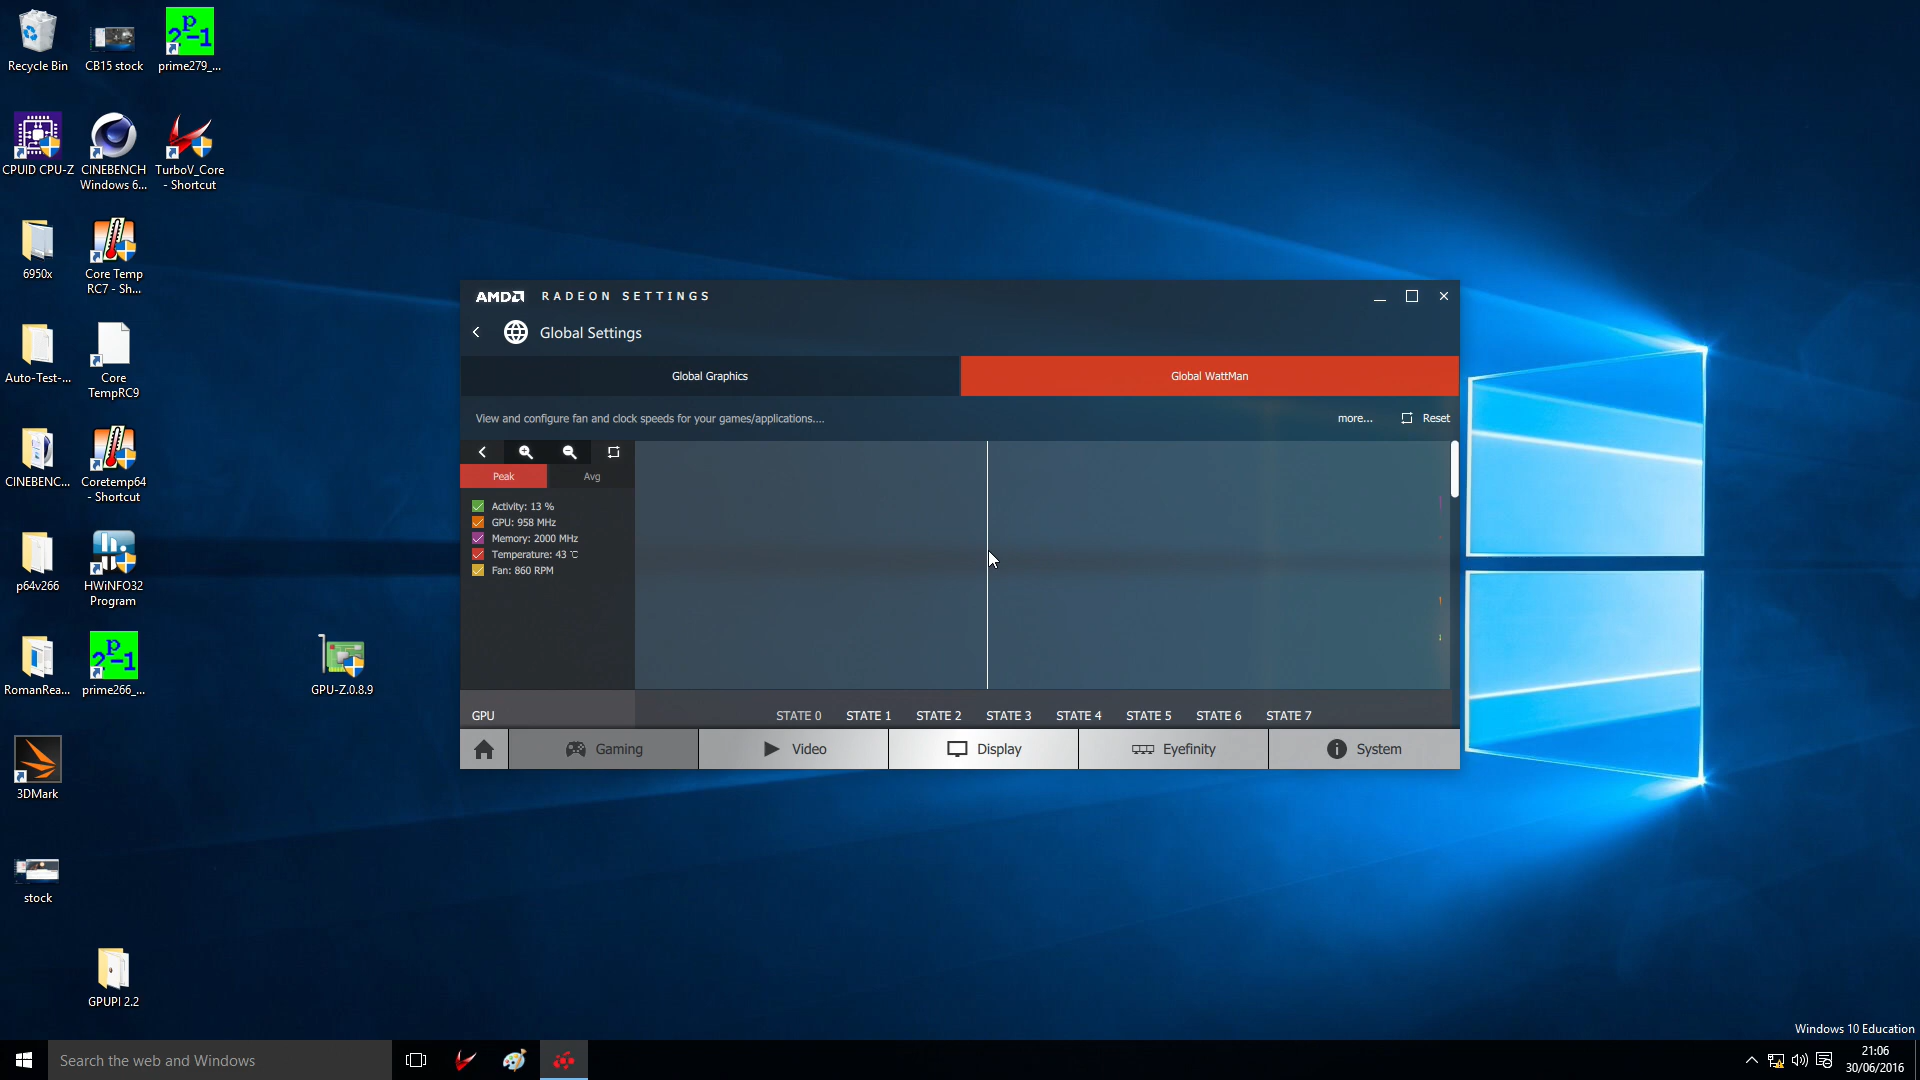 Recycle Bin
CB15 stock
prime279_...
CPUID CPU-Z
CINEBENCH
Windows 6...
TurboV_Core
- Shortcut
6950x
Core Temp
RC7 - Sh...
Auto-Test-...
Core
TempRC9
CINEBENC...
Coretemp64
- Shortcut
p64v266
HWiNFO32
Program
RomanRea...
prime266_...
GPU-Z.0.8.9
3DMark
stock
GPUPI 2.2
AMD RADEON SETTINGS
Global Settings
Global Graphics
Global WattMan
View and configure fan and clock speeds for your games/applications....
more...
Reset
Peak
Avg
Activity: 13 %
GPU: 958 MHz
Memory: 2000 MHz
Temperature: 43 °C
Fan: 860 RPM
GPU
STATE 0
STATE 1
STATE 2
STATE 3
STATE 4
STATE 5
STATE 6
STATE 7
Gaming
Video
Display
Eyefinity
System
Windows 10 Education
Search the web and Windows
21:06
30/06/2016